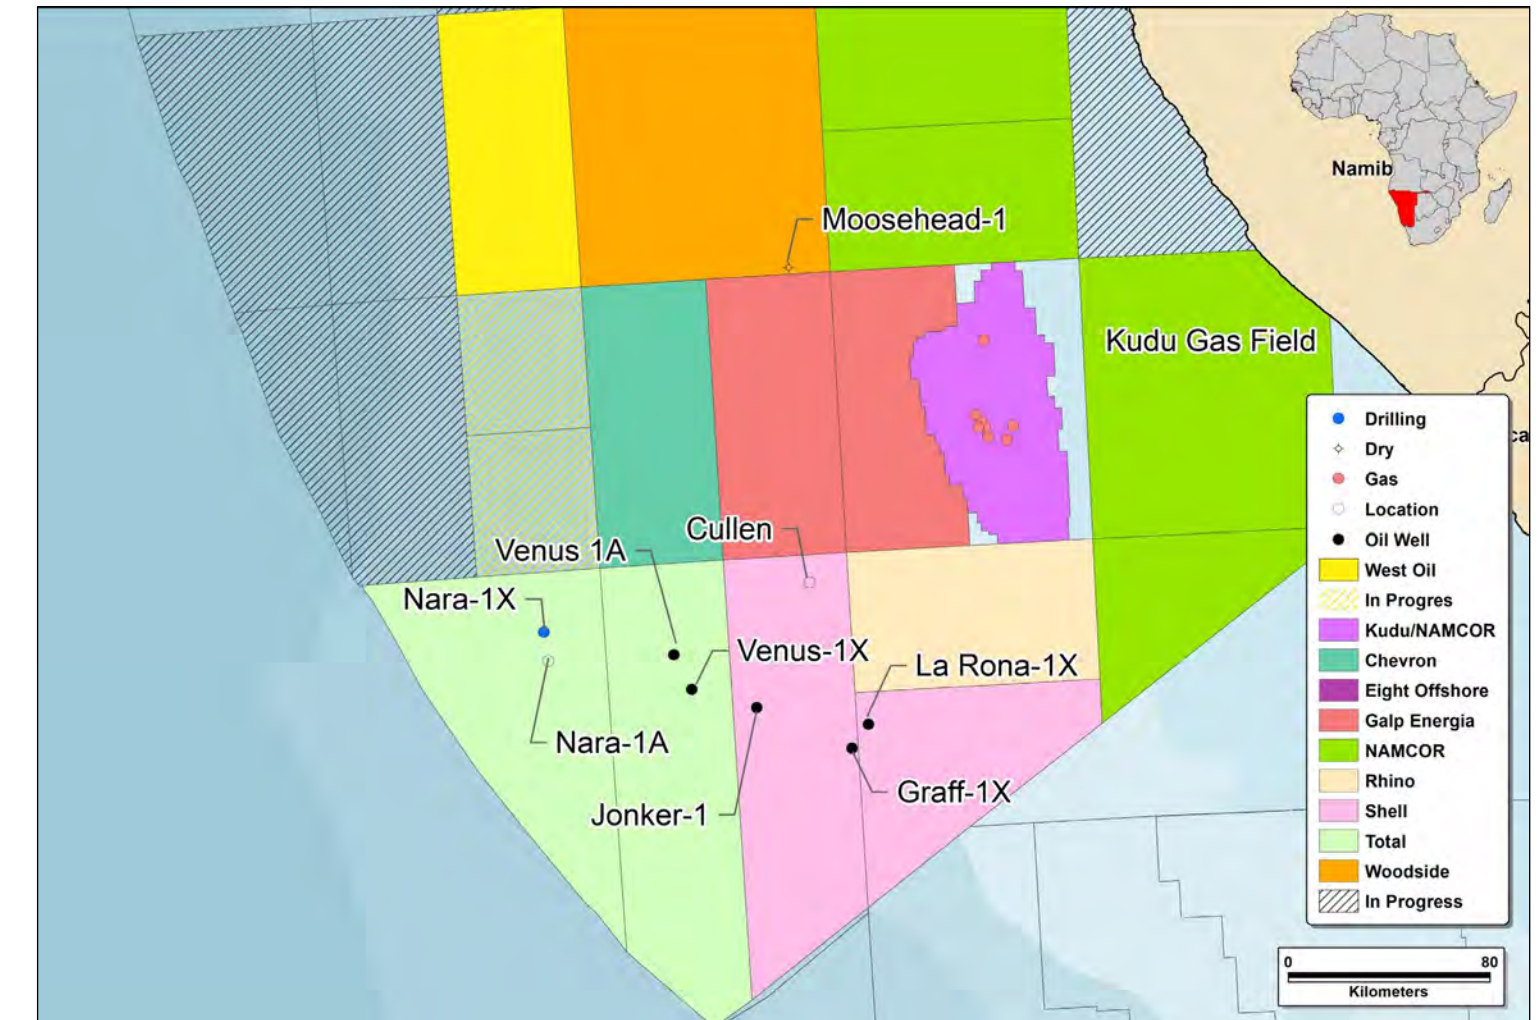 Namib
Moosehead-1
Kudu Gas Field
Cullen
Venus 1A
Nara-1X
Venus-1X
La Rona-1X
Nara-1A
Graff-1X
Jonker-1
Drilling
Dry
Gas
Location
Oil Well
West Oil
In Progres
Kudu/NAMCOR
Chevron
Eight Offshore
Galp Energia
NAMCOR
Rhino
Shell
Total
Woodside
In Progress
ca
0 80
Kilometers